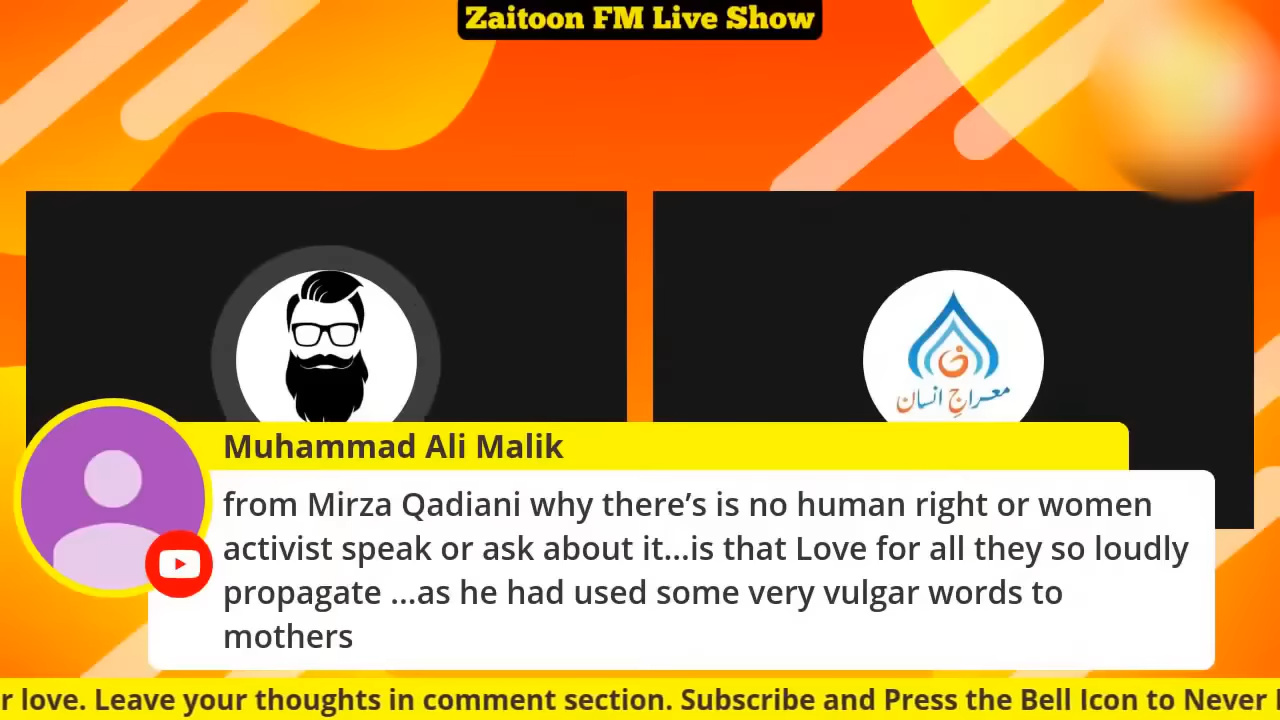 Zaitoon FM Live Show
معراجِ انسان
Muhammad Ali Malik
from Mirza Qadiani why there’s is no human right or women
activist speak or ask about it...is that Love for all they so loudly
propagate ...as he had used some very vulgar words to
mothers
r love. Leave your thoughts in comment section. Subscribe and Press the Bell Icon to Never